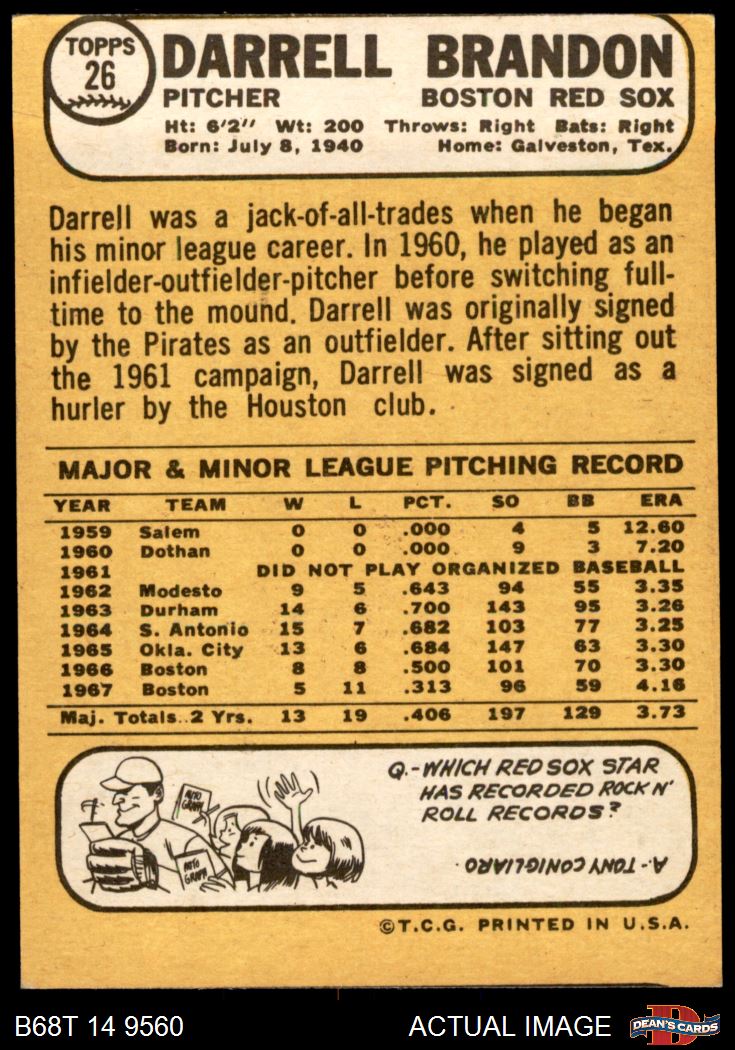 TOPPS
26
DARRELL BRANDON
PITCHER BOSTON RED SOX
Ht: 6'2" Wt: 200 Throws: Right Bats: Right
Born: July 8, 1940 Home: Galveston, Tex.
Darrell was a jack-of-all-trades when he began
his minor league career. In 1960, he played as an
infielder-outfielder-pitcher before switching full-
time to the mound. Darrell was originally signed
by the Pirates as an outfielder. After sitting out
the 1961 campaign, Darrell was signed as a
hurler by the Houston club.
MAJOR & MINOR LEAGUE PITCHING RECORD
YEAR TEAM W L PCT. SO BB ERA
1959 Salem 0 0 .000 4 5 12.60
1960 Dothan 0 0 .000 9 3 7.20
1961 DID NOT PLAY ORGANIZED BASEBALL
1962 Modesto 9 5 .643 94 55 3.35
1963 Durham 14 6 .700 143 95 3.26
1964 S. Antonio 15 7 .682 103 77 3.25
1965 Okla. City 13 6 .684 147 63 3.30
1966 Boston 8 8 .500 101 70 3.30
1967 Boston 5 11 .313 96 59 4.16
Maj. Totals..2 Yrs. 13 19 .406 197 129 3.73
AUTO
GRAPH
AUTO
GRAPH
Q.-WHICH RED SOX STAR
HAS RECORDED ROCK N'
ROLL RECORDS?
A.-TONY CONIGLIARO.
©T.C.G. PRINTED IN U.S.A.
B68T 14 9560 ACTUAL IMAGE
D
DEAN'S CARDS